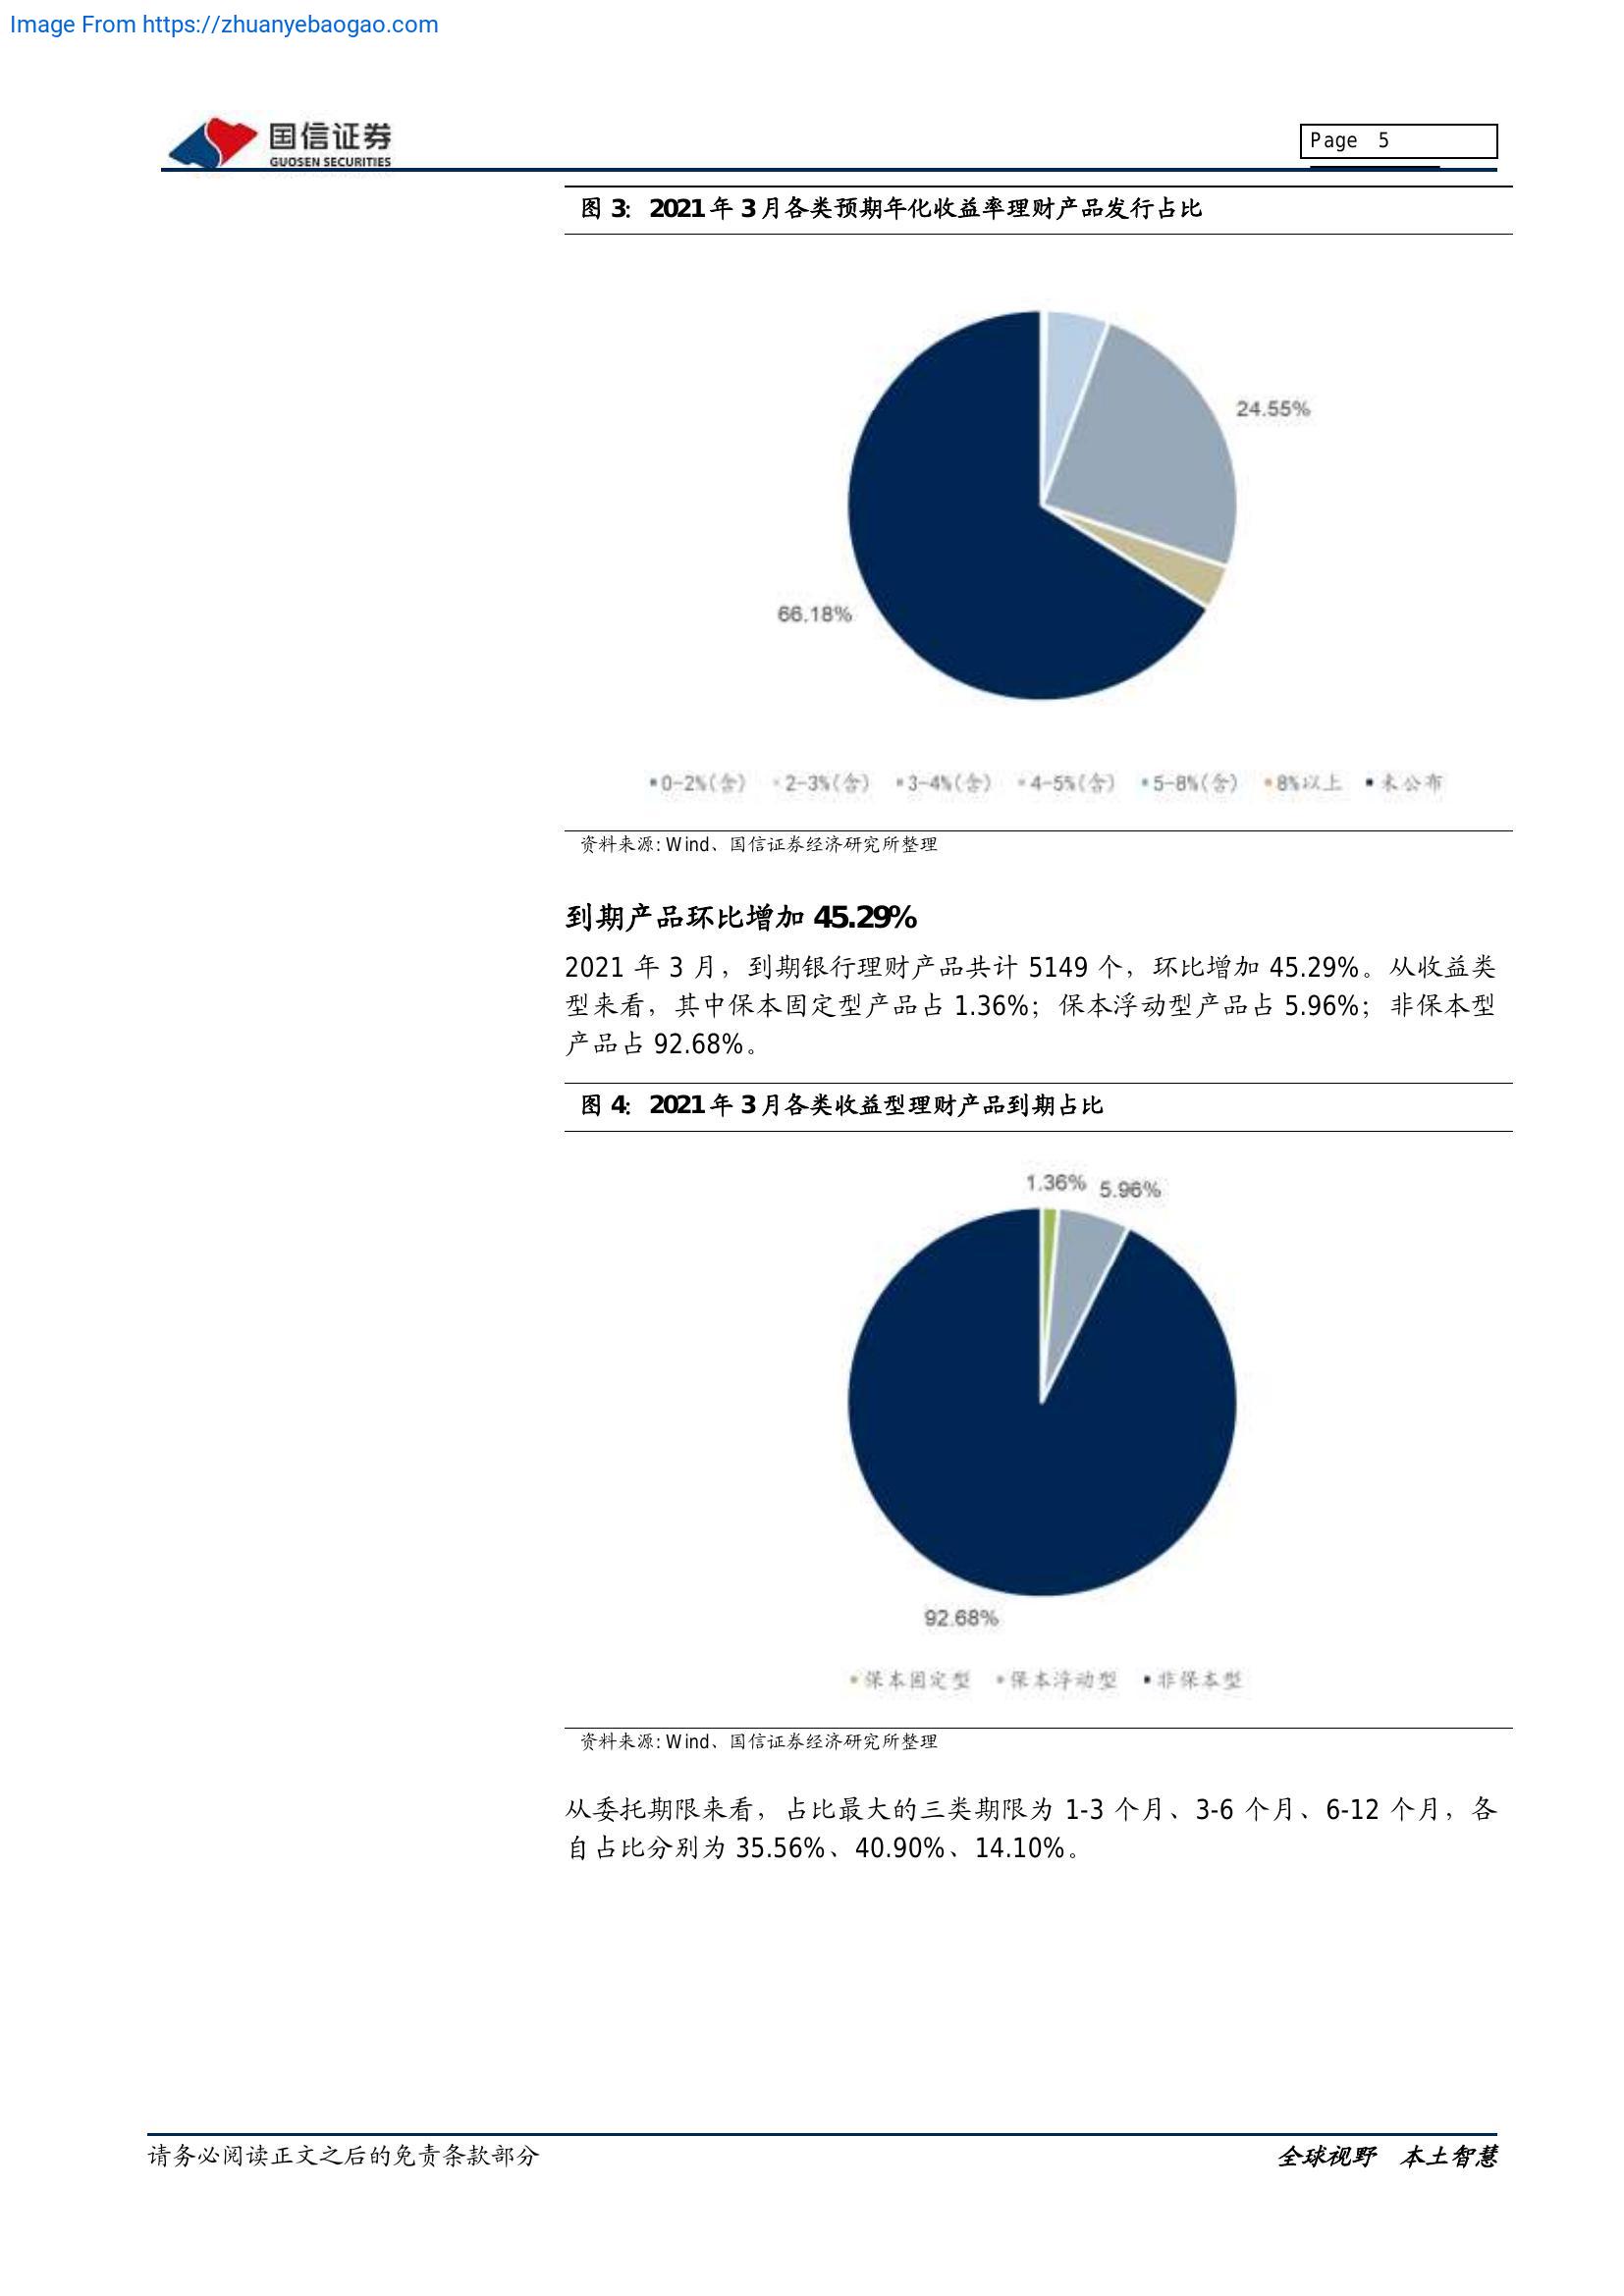 Image From https://zhuanyebaogao.com
国信证券
GUOSEN SECURITIES
Page 5
图 3: 2021 年 3 月各类预期年化收益率理财产品发行占比
24.55%
66.18%
0-2%(含) 2-3%(含) 3-4%(含) 4-5%(含) 5-8%(含) 8%以上 未公布
资料来源: Wind、国信证券经济研究所整理
到期产品环比增加 45.29%
2021 年 3 月，到期银行理财产品共计 5149 个，环比增加 45.29%。从收益类
型来看，其中保本固定型产品占 1.36%；保本浮动型产品占 5.96%；非保本型
产品占 92.68%。
图 4: 2021 年 3 月各类收益型理财产品到期占比
1.36% 5.96%
92.68%
保本固定型 保本浮动型 非保本型
资料来源: Wind、国信证券经济研究所整理
从委托期限来看，占比最大的三类期限为 1-3 个月、3-6 个月、6-12 个月，各
自占比分别为 35.56%、40.90%、14.10%。
请务必阅读正文之后的免责条款部分
全球视野 本土智慧